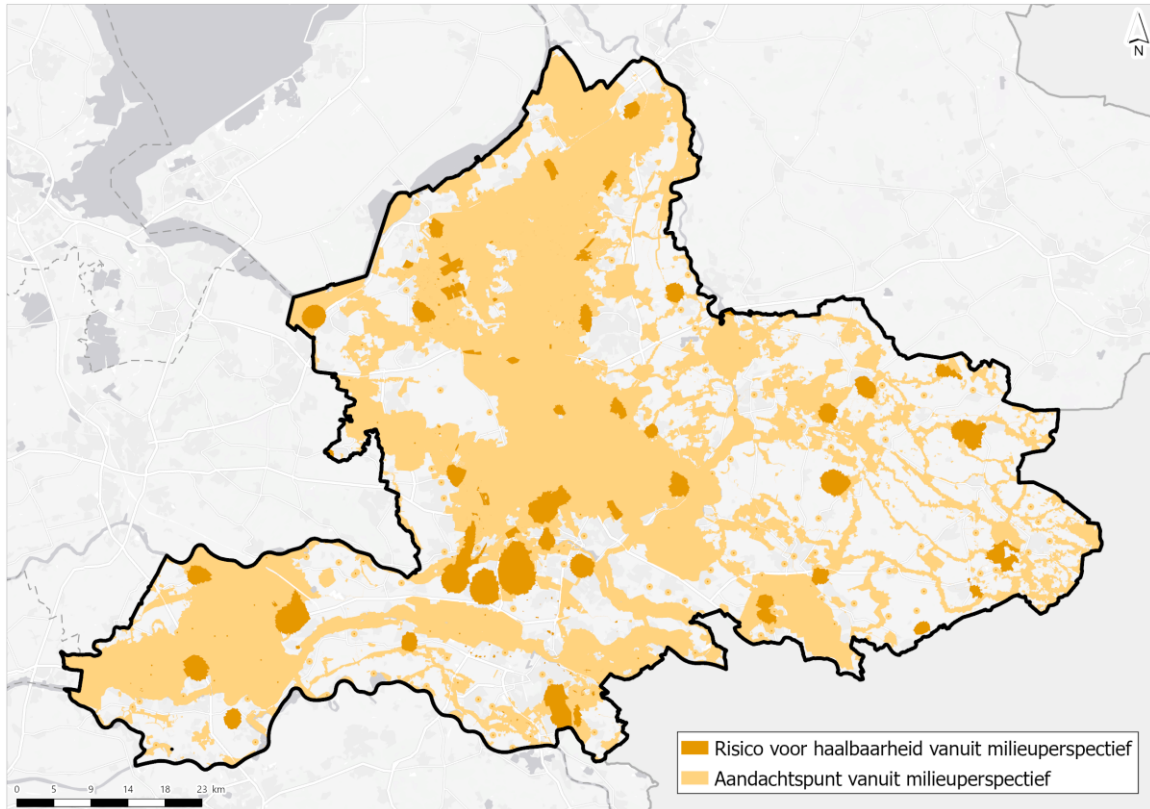 N
Risico voor haalbaarheid vanuit milieuperspectief
Aandachtspunt vanuit milieuperspectief
0 5 9 14 18 23 km